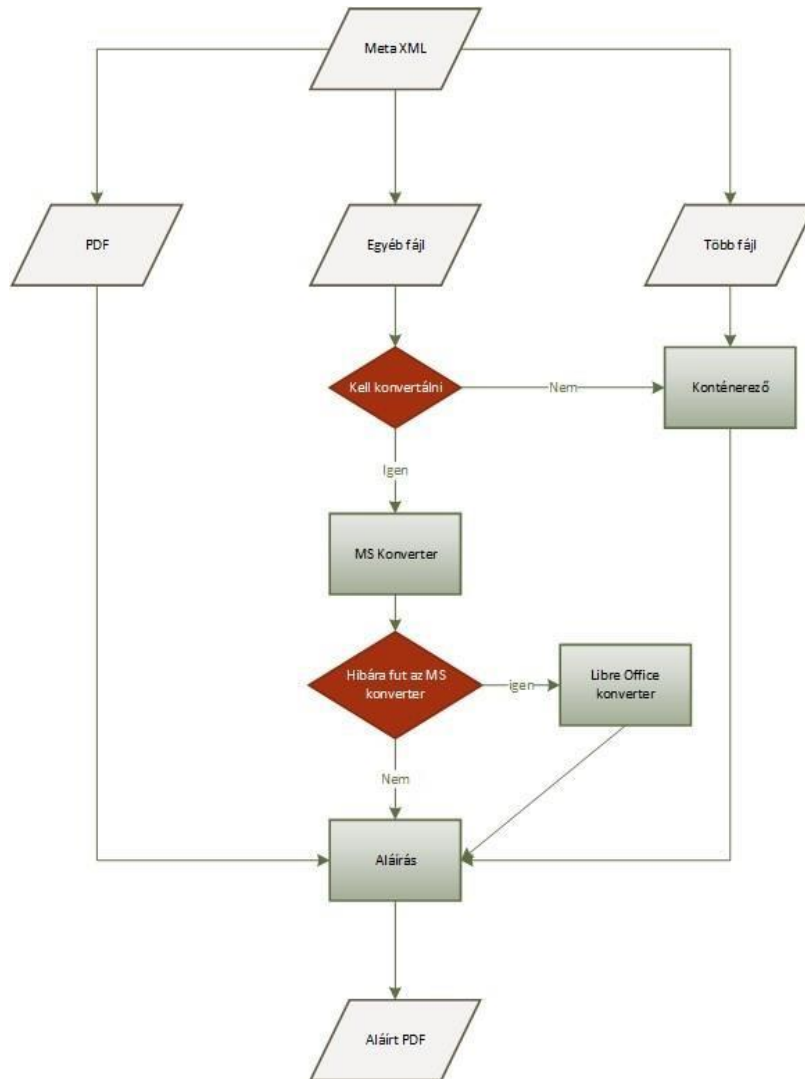 Meta XML
PDF
Egyéb fájl
Több fájl
Kell konvertálni
Nem
Konténerező
Igen
MS Konverter
Hibára fut az MS
konverter
igen
Libre Office
konverter
Nem
Aláírás
Aláírt PDF